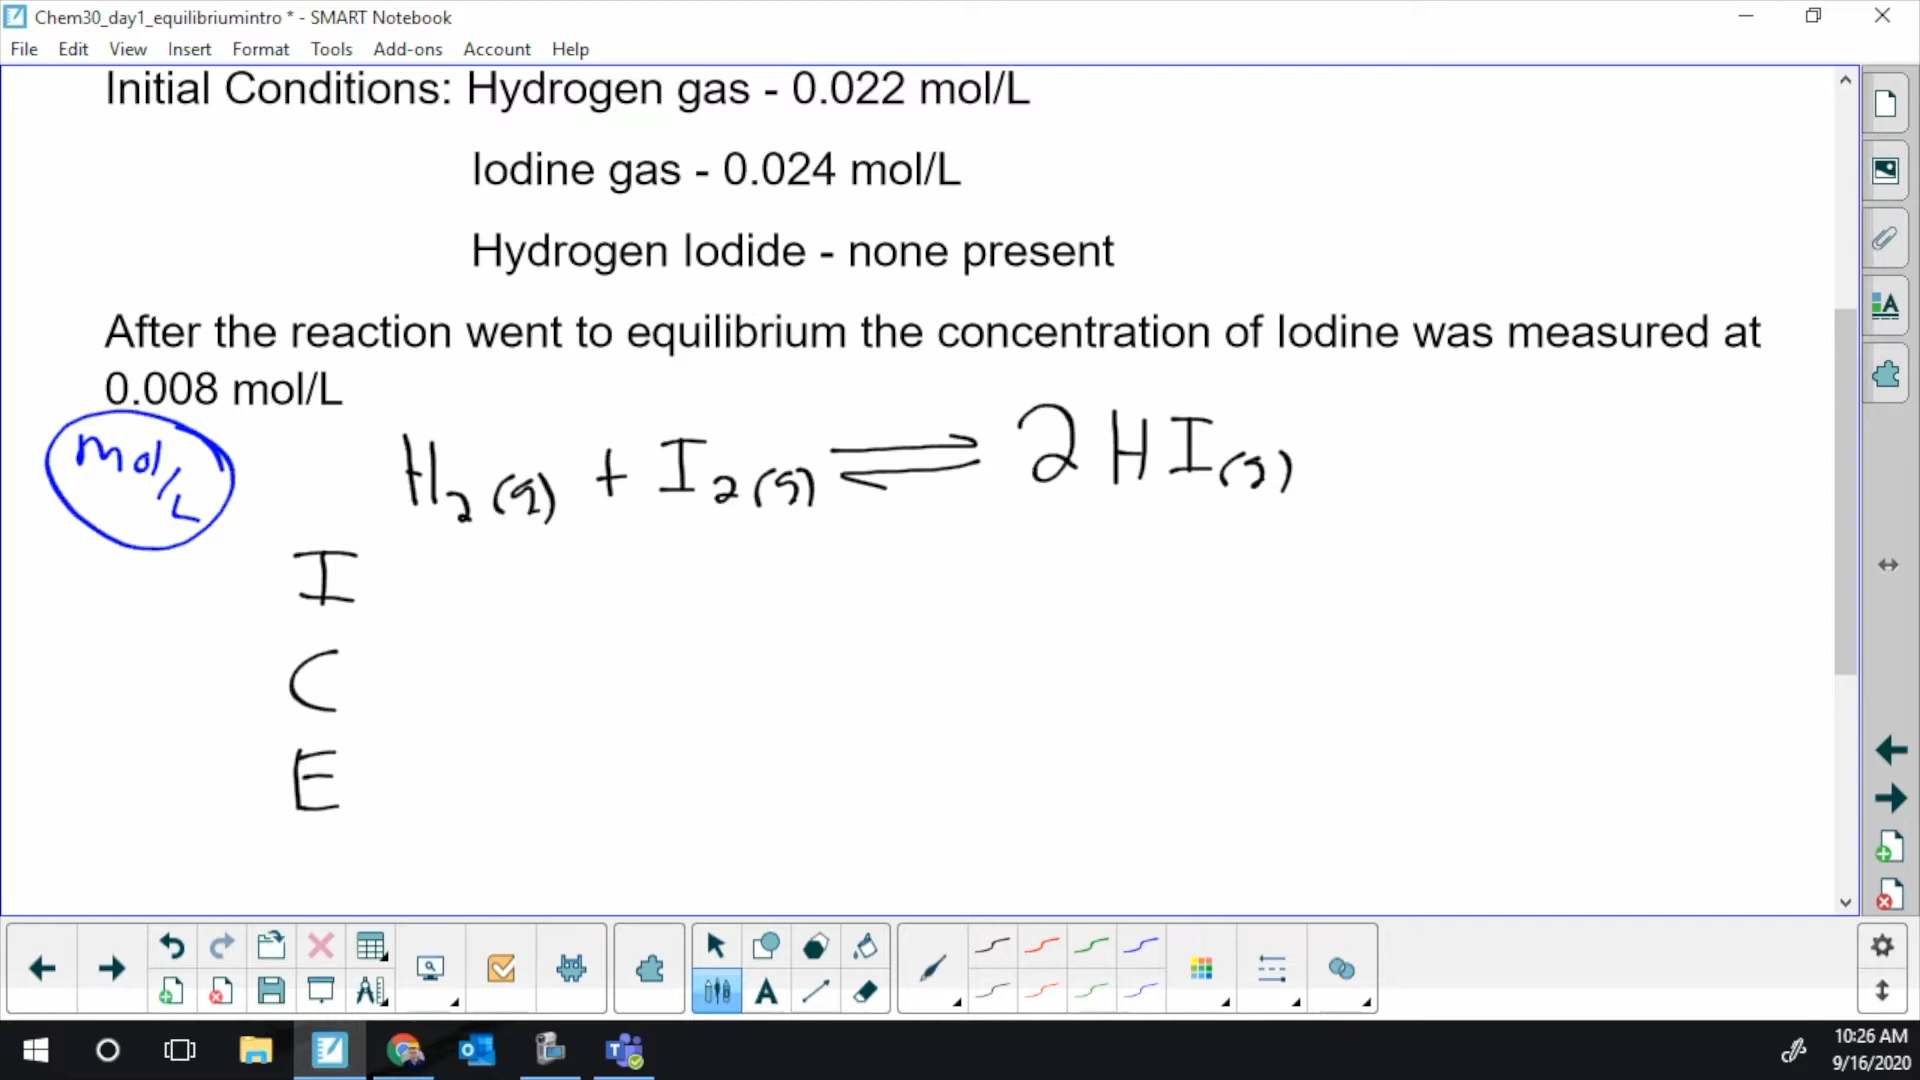 Chem30_day1_equilibriumintro * - SMART Notebook
File Edit View Insert Format Tools Add-ons Account Help
Initial Conditions: Hydrogen gas - 0.022 mol/L
Iodine gas - 0.024 mol/L
Hydrogen Iodide - none present
After the reaction went to equilibrium the concentration of Iodine was measured at
0.008 mol/L
mol/L
H₂(g) + I₂(g) ⇌ 2HI(g)
I
C
E
10:26 AM
9/16/2020